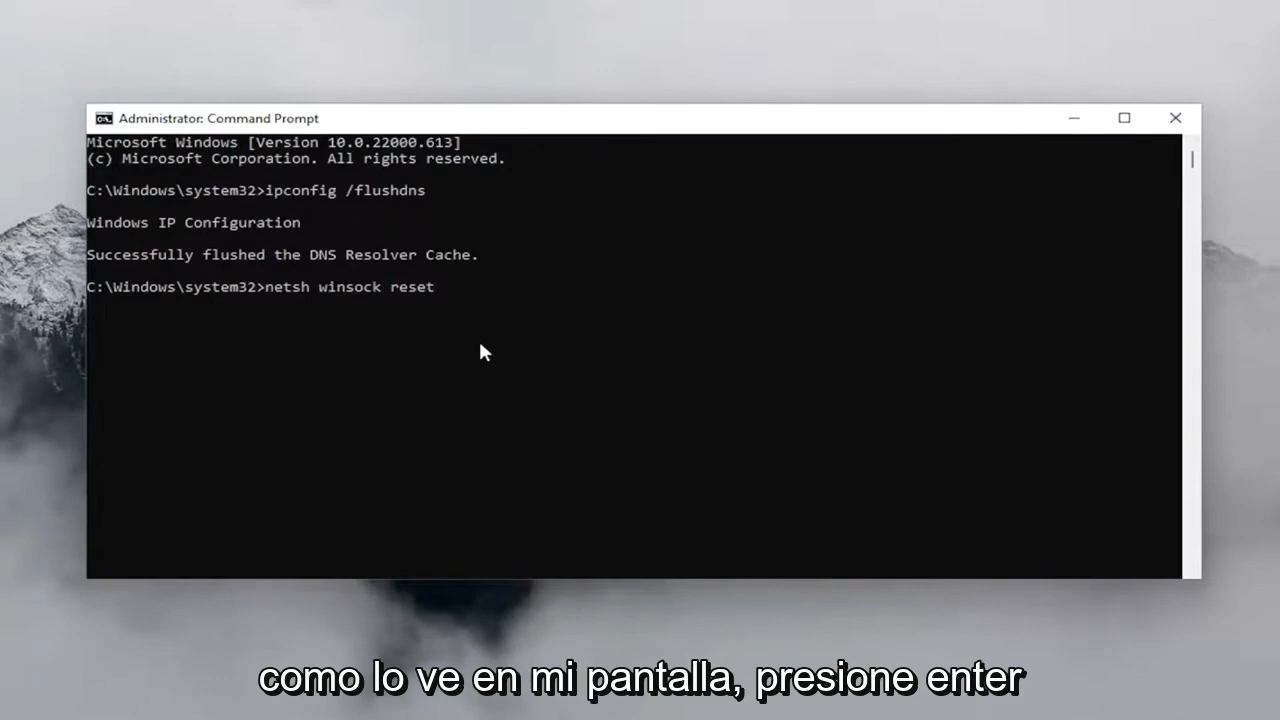 Administrator: Command Prompt
Microsoft Windows [Version 10.0.22000.613]
(c) Microsoft Corporation. All rights reserved.
C:\Windows\system32>ipconfig /flushdns
Windows IP Configuration
Successfully flushed the DNS Resolver Cache.
C:\Windows\system32>netsh winsock reset
como lo ve en mi pantalla, presione enter